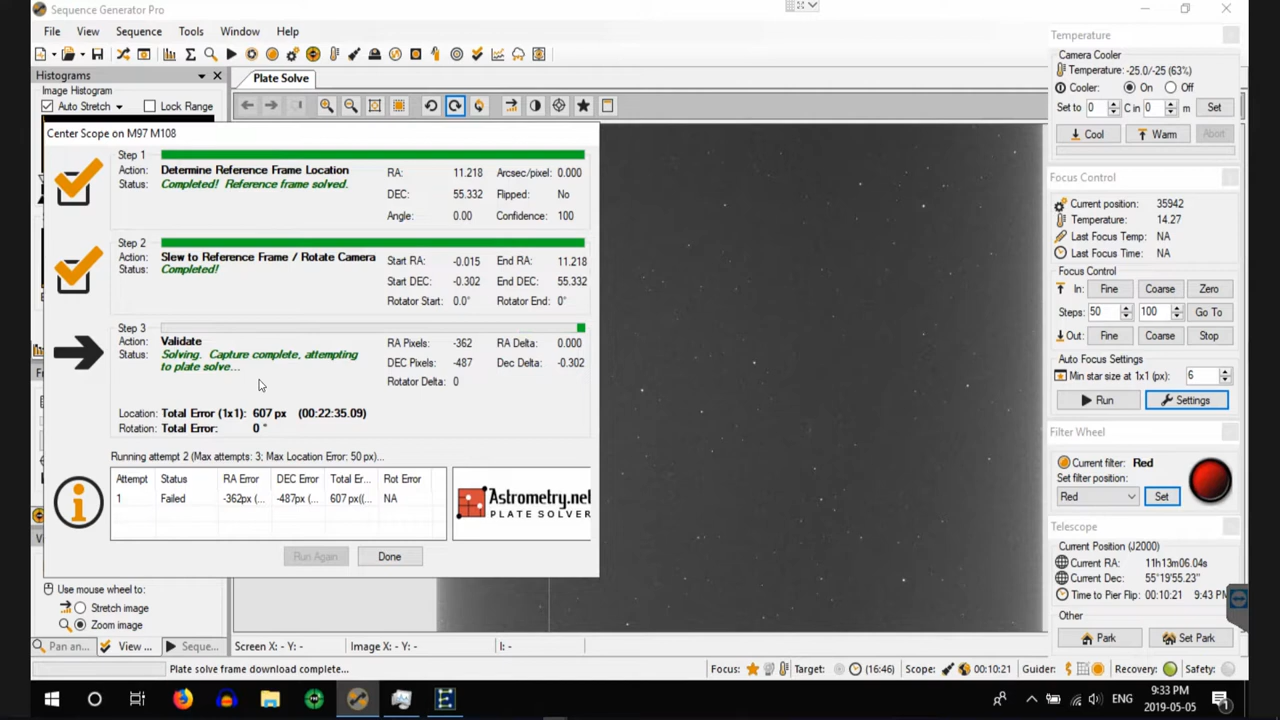 Sequence Generator Pro
File View Sequence Tools Window Help
Histograms
Image Histogram
Auto Stretch Lock Range
Plate Solve
Center Scope on M97 M108
Step 1
Action: Determine Reference Frame Location
Status: Completed! Reference frame solved.
RA: 11.218 Arcsec/pixel: 0.000
DEC: 55.332 Flipped: No
Angle: 0.00 Confidence: 100
Step 2
Action: Slew to Reference Frame / Rotate Camera
Status: Completed!
Start RA: -0.015 End RA: 11.218
Start DEC: -0.302 End DEC: 55.332
Rotator Start: 0.0° Rotator End: 0°
Step 3
Action: Validate
Status: Solving. Capture complete, attempting
to plate solve...
RA Pixels: -362 RA Delta: 0.000
DEC Pixels: -487 Dec Delta: -0.302
Rotator Delta: 0
Location: Total Error (1x1): 607 px (00:22:35.09)
Rotation: Total Error: 0 °
Running attempt 2 (Max attempts: 3; Max Location Error: 50 px)...
Attempt Status RA Error DEC Error Total Er... Rot Error
1 Failed -362px (... -487px (... 607 px((... NA
Astrometry.net
PLATE SOLVER
Run Again Done
Use mouse wheel to:
Stretch image
Zoom image
Pan an... View ... Seque...
Screen X: - Y: - Image X: - Y: - I: -
Plate solve frame download complete...
Focus: Target: (16:46) Scope: 00:10:21 Guider: Recovery: Safety:
Temperature
Camera Cooler
Temperature: -25.0/-25 (63%)
Cooler: On Off
Set to 0 C in 0 m Set
Cool Warm Abort
Focus Control
Current position: 35942
Temperature: 14.27
Last Focus Temp: NA
Last Focus Time: NA
Focus Control
In: Fine Coarse Zero
Steps: 50 100 Go To
Out: Fine Coarse Stop
Auto Focus Settings
Min star size at 1x1 (px): 6
Run Settings
Filter Wheel
Current filter: Red
Set filter position:
Red Set
Telescope
Current Position (J2000)
Current RA: 11h13m06.04s
Current Dec: 55°19'55.23"
Time to Pier Flip: 00:10:21 9:43 PM
Other
Park Set Park
ENG
9:33 PM
2019-05-05
1